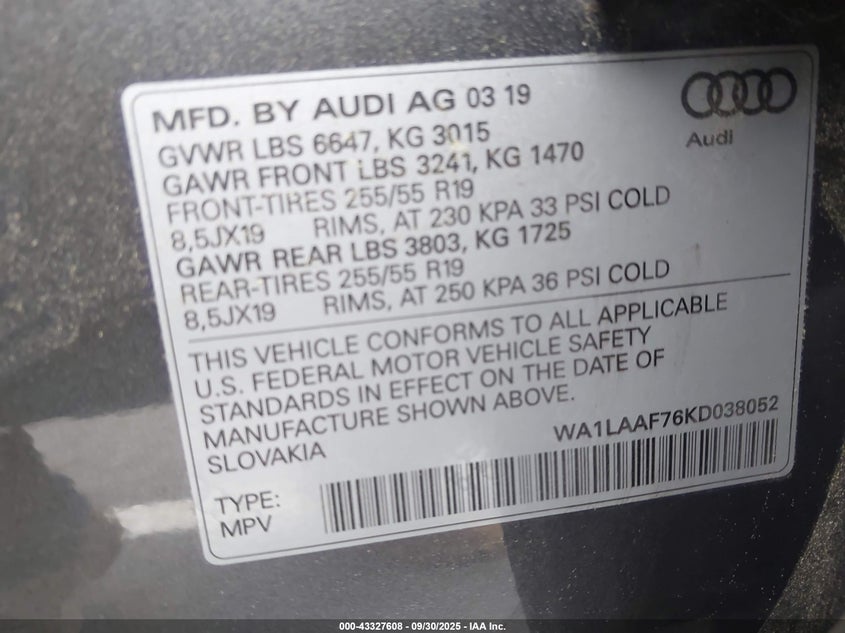 MFD. BY AUDI AG 03 19
GVWR LBS 6647, KG 3015
GAWR FRONT LBS 3241, KG 1470
FRONT-TIRES 255/55 R19
8,5JX19 RIMS, AT 230 KPA 33 PSI COLD
GAWR REAR LBS 3803, KG 1725
REAR-TIRES 255/55 R19
8,5JX19 RIMS, AT 250 KPA 36 PSI COLD
Audi
THIS VEHICLE CONFORMS TO ALL APPLICABLE
U.S. FEDERAL MOTOR VEHICLE SAFETY
STANDARDS IN EFFECT ON THE DATE OF
MANUFACTURE SHOWN ABOVE.
SLOVAKIA
WA1LAAF76KD038052
TYPE:
MPV
000-43327608 - 09/30/2025 - IAA Inc.